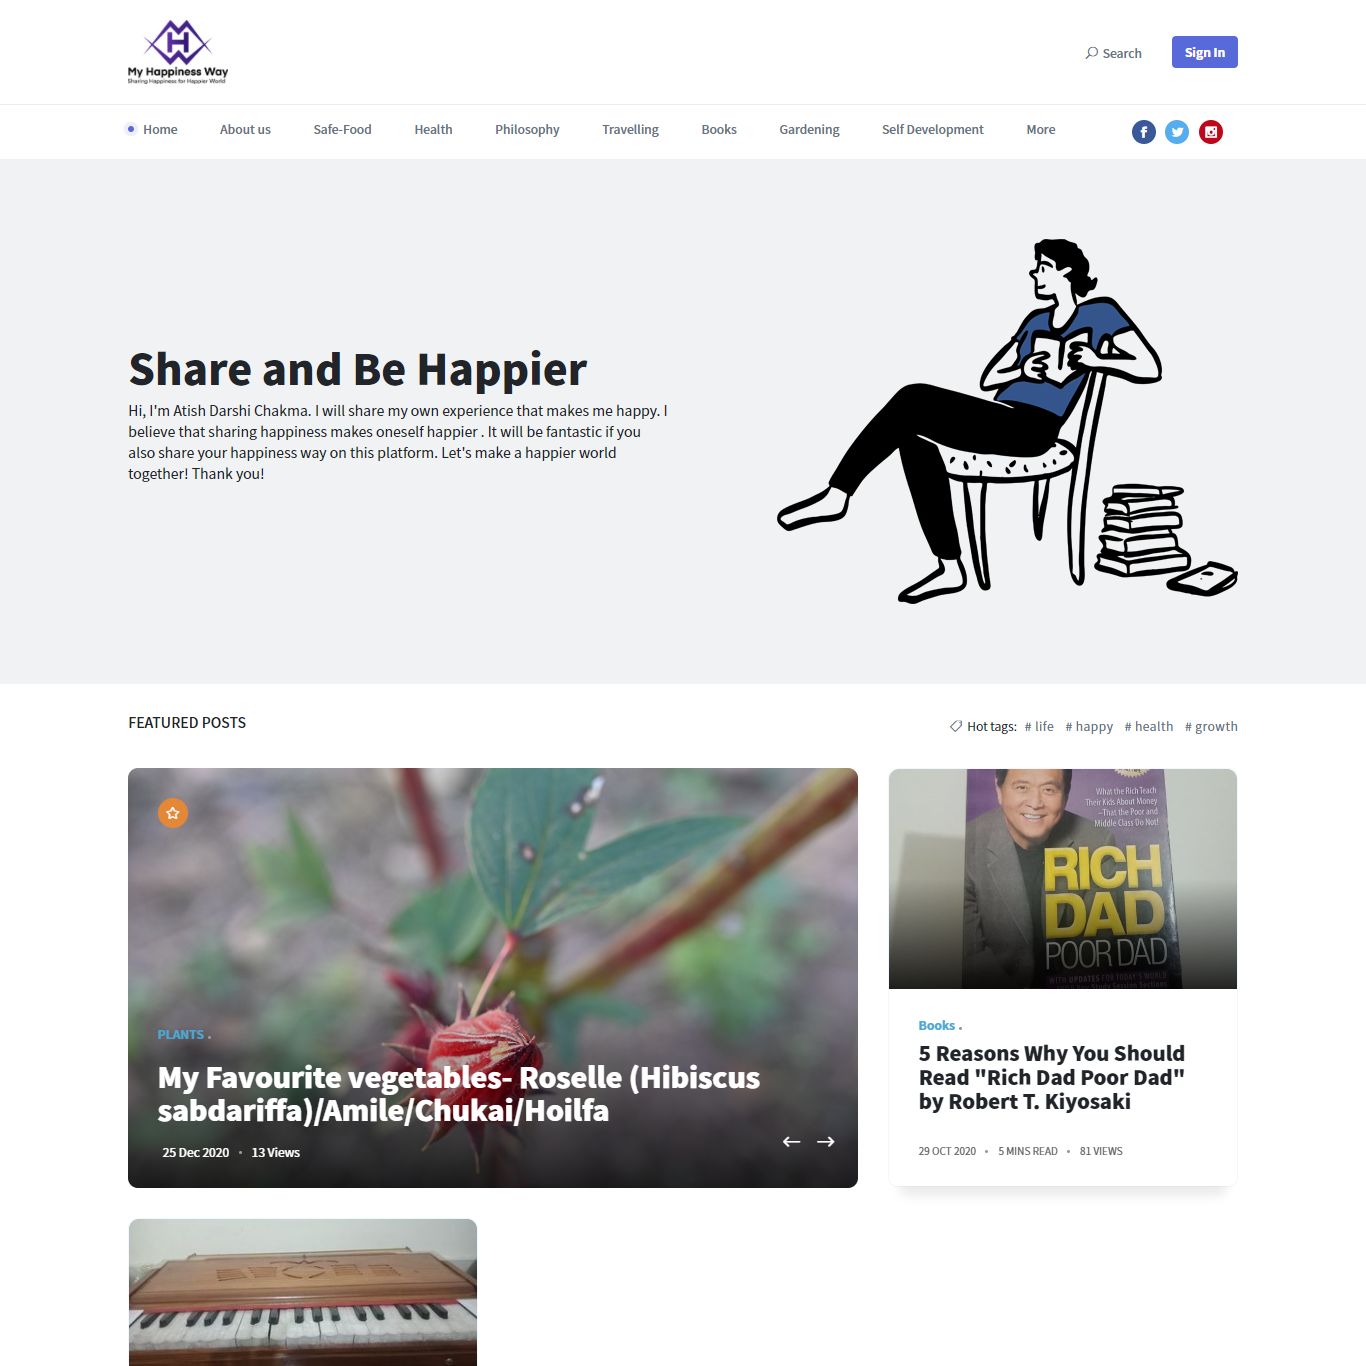 My Happiness Way
Sharing Happiness for Happier World
Search
Sign In
Home
About us
Safe-Food
Health
Philosophy
Travelling
Books
Gardening
Self Development
More
Share and Be Happier
Hi, I'm Atish Darshi Chakma. I will share my own experience that makes me happy. I
believe that sharing happiness makes oneself happier . It will be fantastic if you
also share your happiness way on this platform. Let's make a happier world
together! Thank you!
FEATURED POSTS
Hot tags: # life # happy # health # growth
PLANTS .
My Favourite vegetables- Roselle (Hibiscus
sabdariffa)/Amile/Chukai/Hoilfa
25 Dec 2020 • 13 Views
What the Rich Teach
Their Kids About Money
—That the Poor and
Middle Class Do Not!
RICH
DAD
POOR DAD
WITH UPDATES FOR TODAY'S WORLD
Books .
5 Reasons Why You Should
Read "Rich Dad Poor Dad"
by Robert T. Kiyosaki
29 OCT 2020 • 5 MINS READ • 81 VIEWS